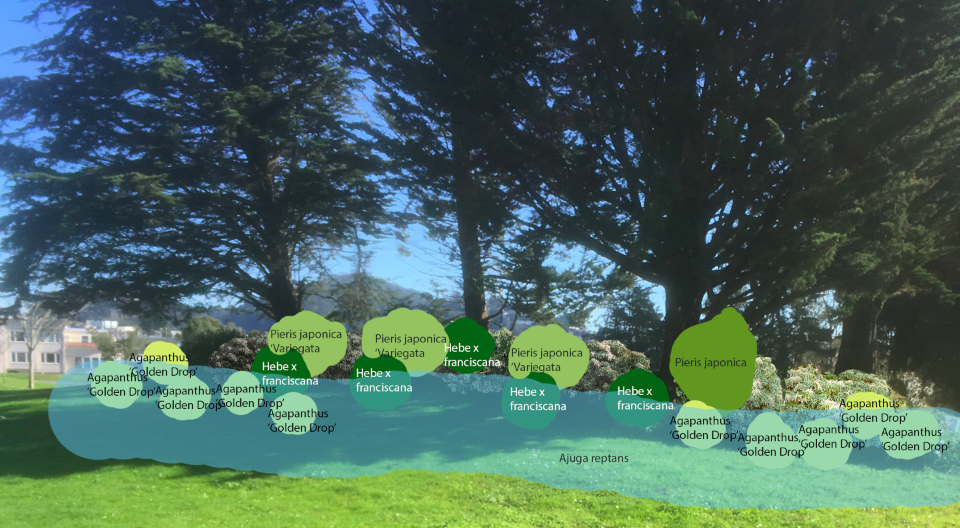 Pieris japonica
‘Variegata
Pieris japonica
‘Variegata
Hebe x
franciscana
Pieris japonica
‘Variegata
Pieris japonica
Agapanthus
‘Golden Drop’
Agapanthus
‘Golden Drop’
Agapanthus
‘Golden Drop’
Agapanthus
‘Golden Drop’
Agapanthus
‘Golden Drop’
Hebe x
franciscana
Hebe x
franciscana
Hebe x
franciscana
Hebe x
franciscana
Agapanthus
‘Golden Drop’
Agapanthus
‘Golden Drop’
Agapanthus
‘Golden Drop’
Agapanthus
‘Golden Drop’
Agapanthus
‘Golden Drop’
Ajuga reptans